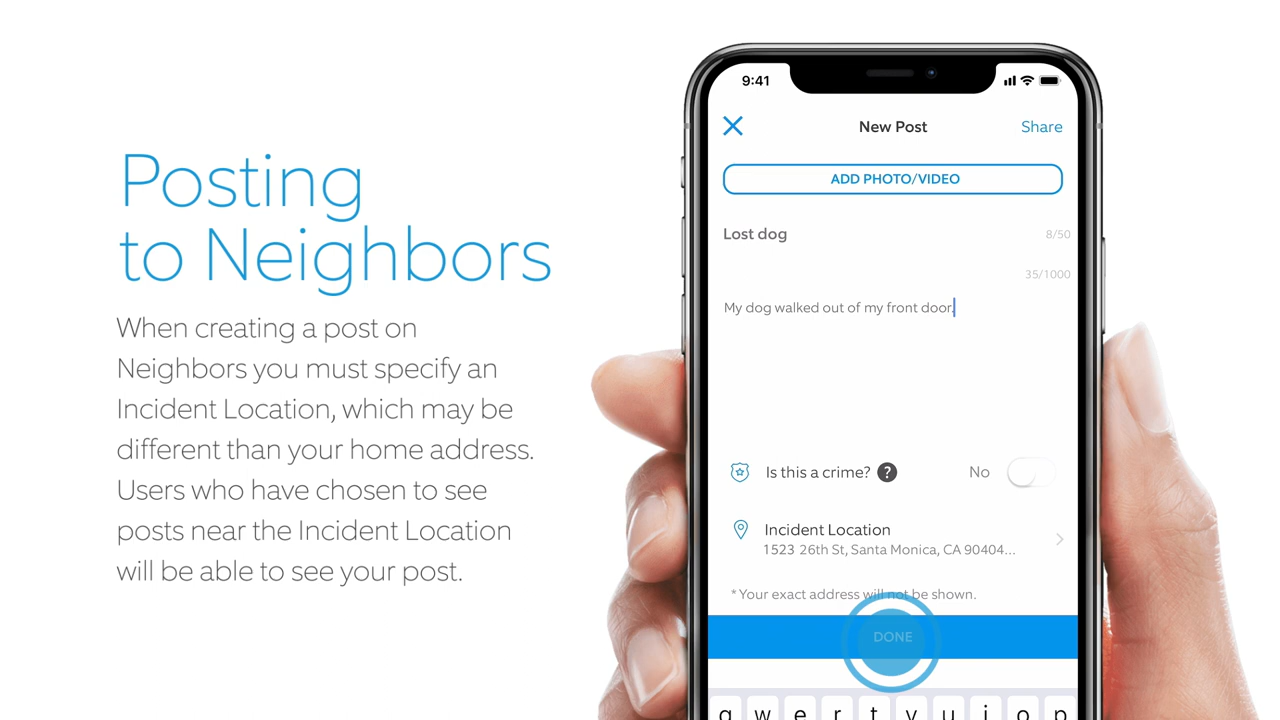 Posting
to Neighbors
When creating a post on
Neighbors you must specify an
Incident Location, which may be
different than your home address.
Users who have chosen to see
posts near the Incident Location
will be able to see your post.
9:41
New Post
Share
ADD PHOTO/VIDEO
Lost dog
8/50
35/1000
My dog walked out of my front door.
Is this a crime? ?
No
Incident Location
1523 26th St, Santa Monica, CA 90404...
*Your exact address will not be shown.
DONE
q w e r t y u i o p